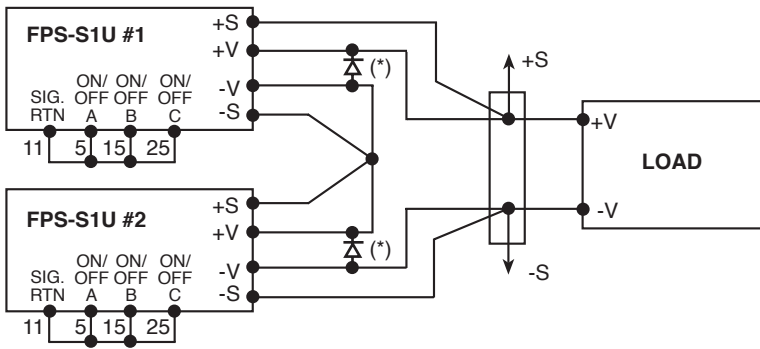 FPS-S1U #1
+S
+V
-V
-S
ON/ ON/ ON/
SIG. OFF OFF OFF
RTN A B C
11 5 15 25
(*)
+S
+V
LOAD
-V
-S
FPS-S1U #2
+S
+V
-V
-S
ON/ ON/ ON/
SIG. OFF OFF OFF
RTN A B C
11 5 15 25
(*)